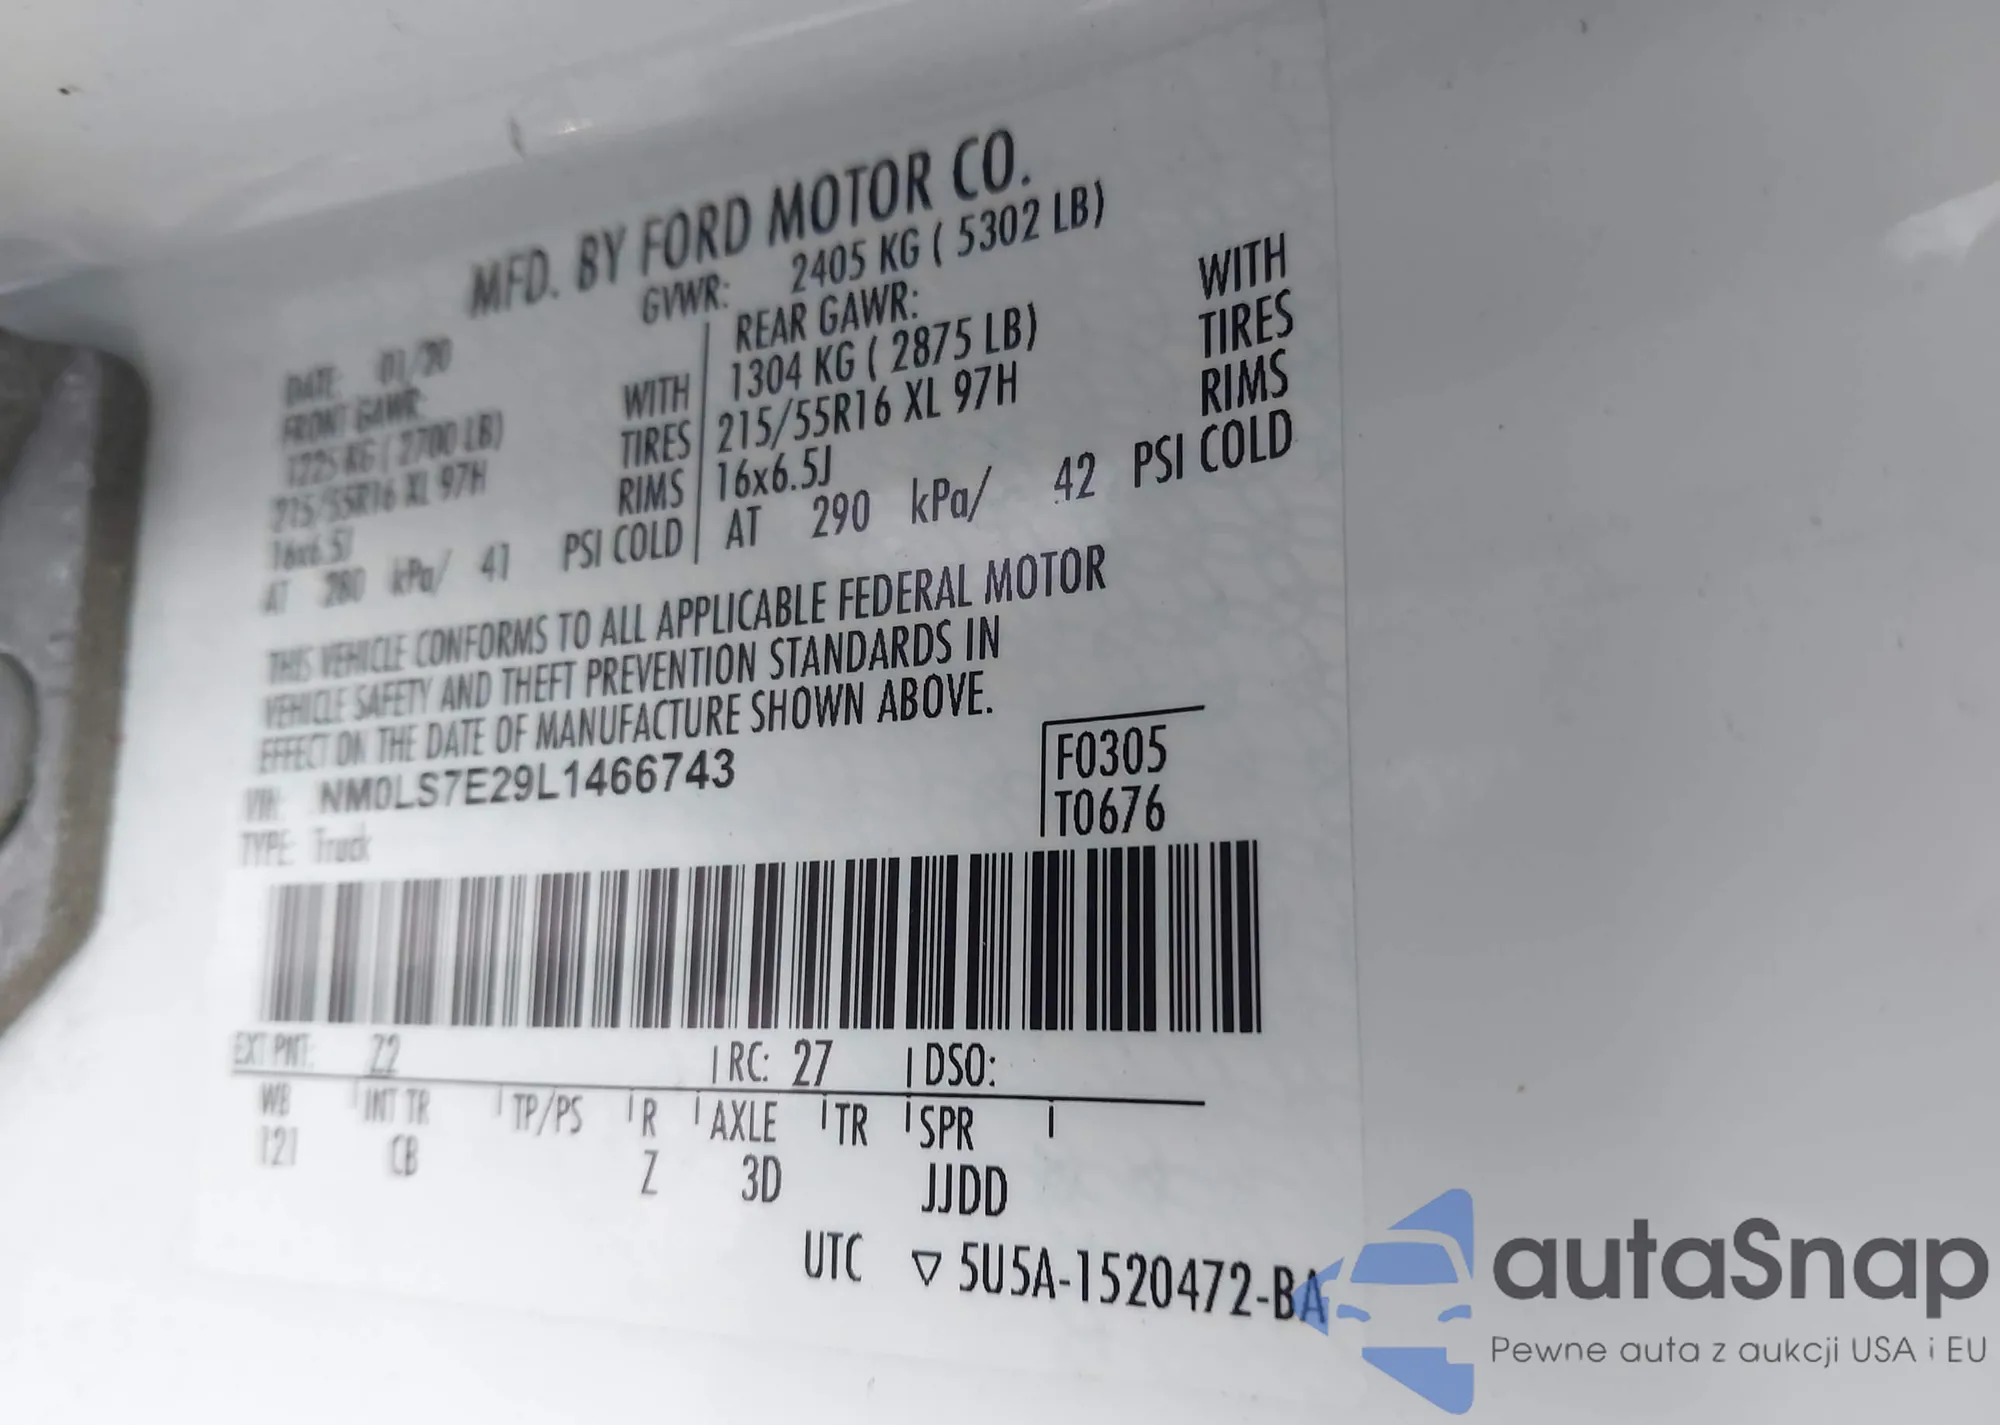 MFD. BY FORD MOTOR CO.
GVWR: 2405 KG ( 5302 LB)
DATE: 01/20
FRONT GAWR:
1225 KG ( 2700 LB) WITH
215/55R16 XL 97H TIRES
16x6.5J RIMS
AT 280 kPa/ 41 PSI COLD
REAR GAWR:
1304 KG ( 2875 LB) WITH
215/55R16 XL 97H TIRES
16x6.5J RIMS
AT 290 kPa/ 42 PSI COLD
THIS VEHICLE CONFORMS TO ALL APPLICABLE FEDERAL MOTOR
VEHICLE SAFETY AND THEFT PREVENTION STANDARDS IN
EFFECT ON THE DATE OF MANUFACTURE SHOWN ABOVE.
VIN: NM0LS7E29L1466743
TYPE: Truck
F0305
T0676
EXT PNT: Z2 RC: 27 DSO:
WB INT TR TP/PS R AXLE TR SPR
121 CB Z 3D JJDD
UTC ▽ 5U5A-1520472-BA
autaSnap
Pewne auta z aukcji USA i EU